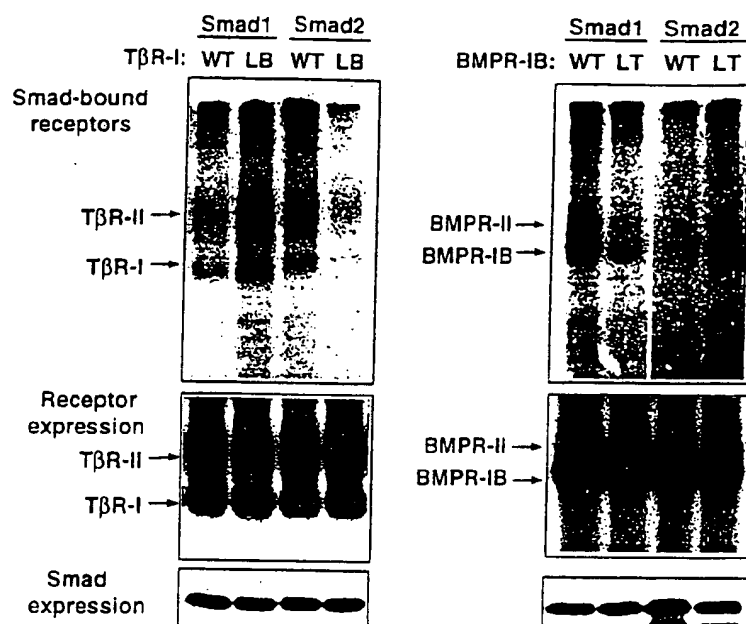 Smad1 Smad2
TβR-I: WT LB WT LB
Smad-bound
receptors
TβR-II
TβR-I
Receptor
expression
TβR-II
TβR-I
Smad
expression
Smad1 Smad2
BMPR-IB: WT LT WT LT
BMPR-II
BMPR-IB
BMPR-II
BMPR-IB